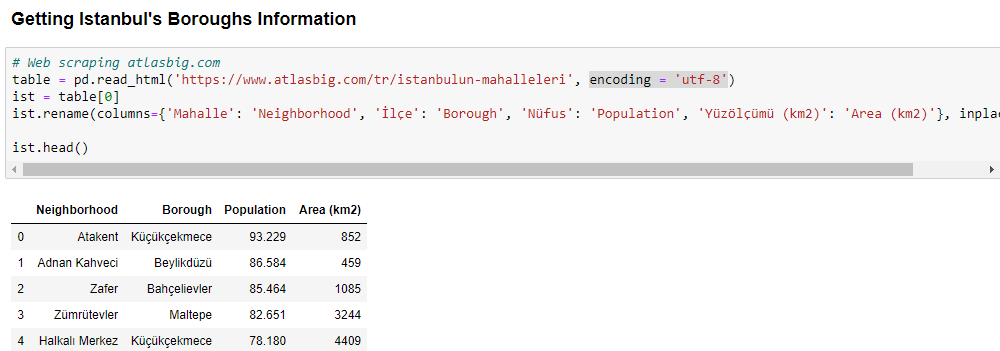 Getting Istanbul's Boroughs Information
# Web scraping atlasbig.com
table = pd.read_html('https://www.atlasbig.com/tr/istanbulun-mahalleleri', encoding = 'utf-8')
ist = table[0]
ist.rename(columns={'Mahalle': 'Neighborhood', 'İlçe': 'Borough', 'Nüfus': 'Population', 'Yüzölçümü (km2)': 'Area (km2)'}, inplac
ist.head()
Neighborhood Borough Population Area (km2)
0 Atakent Küçükçekmece 93.229 852
1 Adnan Kahveci Beylikdüzü 86.584 459
2 Zafer Bahçelievler 85.464 1085
3 Zümrütevler Maltepe 82.651 3244
4 Halkalı Merkez Küçükçekmece 78.180 4409